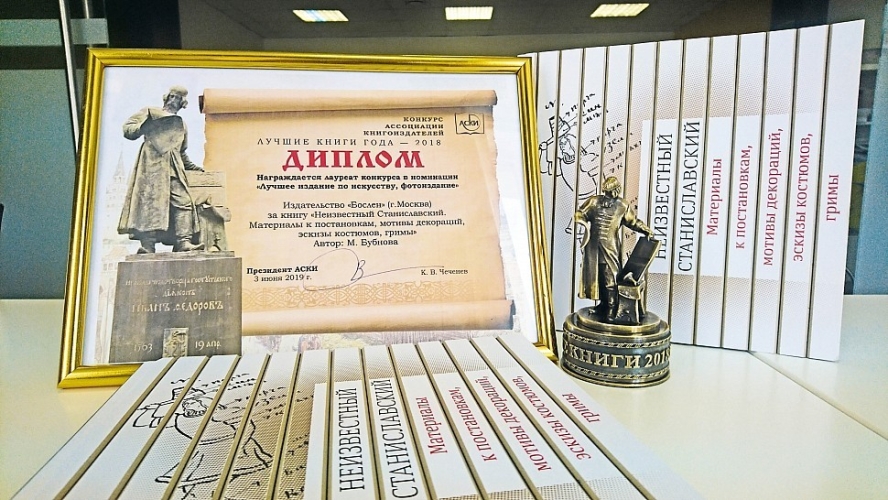 КОНКУРС
АССОЦИАЦИИ
КНИГОИЗДАТЕЛЕЙ
АСКИ
ЛУЧШИЕ КНИГИ ГОДА — 2018
ДИПЛОМ
Награждается лауреат конкурса в номинации
«Лучшее издание по искусству, фотоиздание»
Издательство «Бослен» (г.Москва)
за книгу «Неизвестный Станиславский.
Материалы к постановкам, мотивы декораций,
эскизы костюмов, гримы»
Автор: М. Бубнова
Президент АСКИ
3 июня 2019 г.
К. В. Чеченев
1563 19 АПР
КНИГИ 2018
НЕИЗВЕСТНЫЙ
СТАНИСЛАВСКИЙ
Материалы
к постановкам,
мотивы декораций,
эскизы костюмов,
гримы
НЕИЗВЕСТНЫЙ
СТАНИСЛАВСКИЙ
Материалы
к постановкам,
мотивы декораций,
эскизы костюмов,
гримы